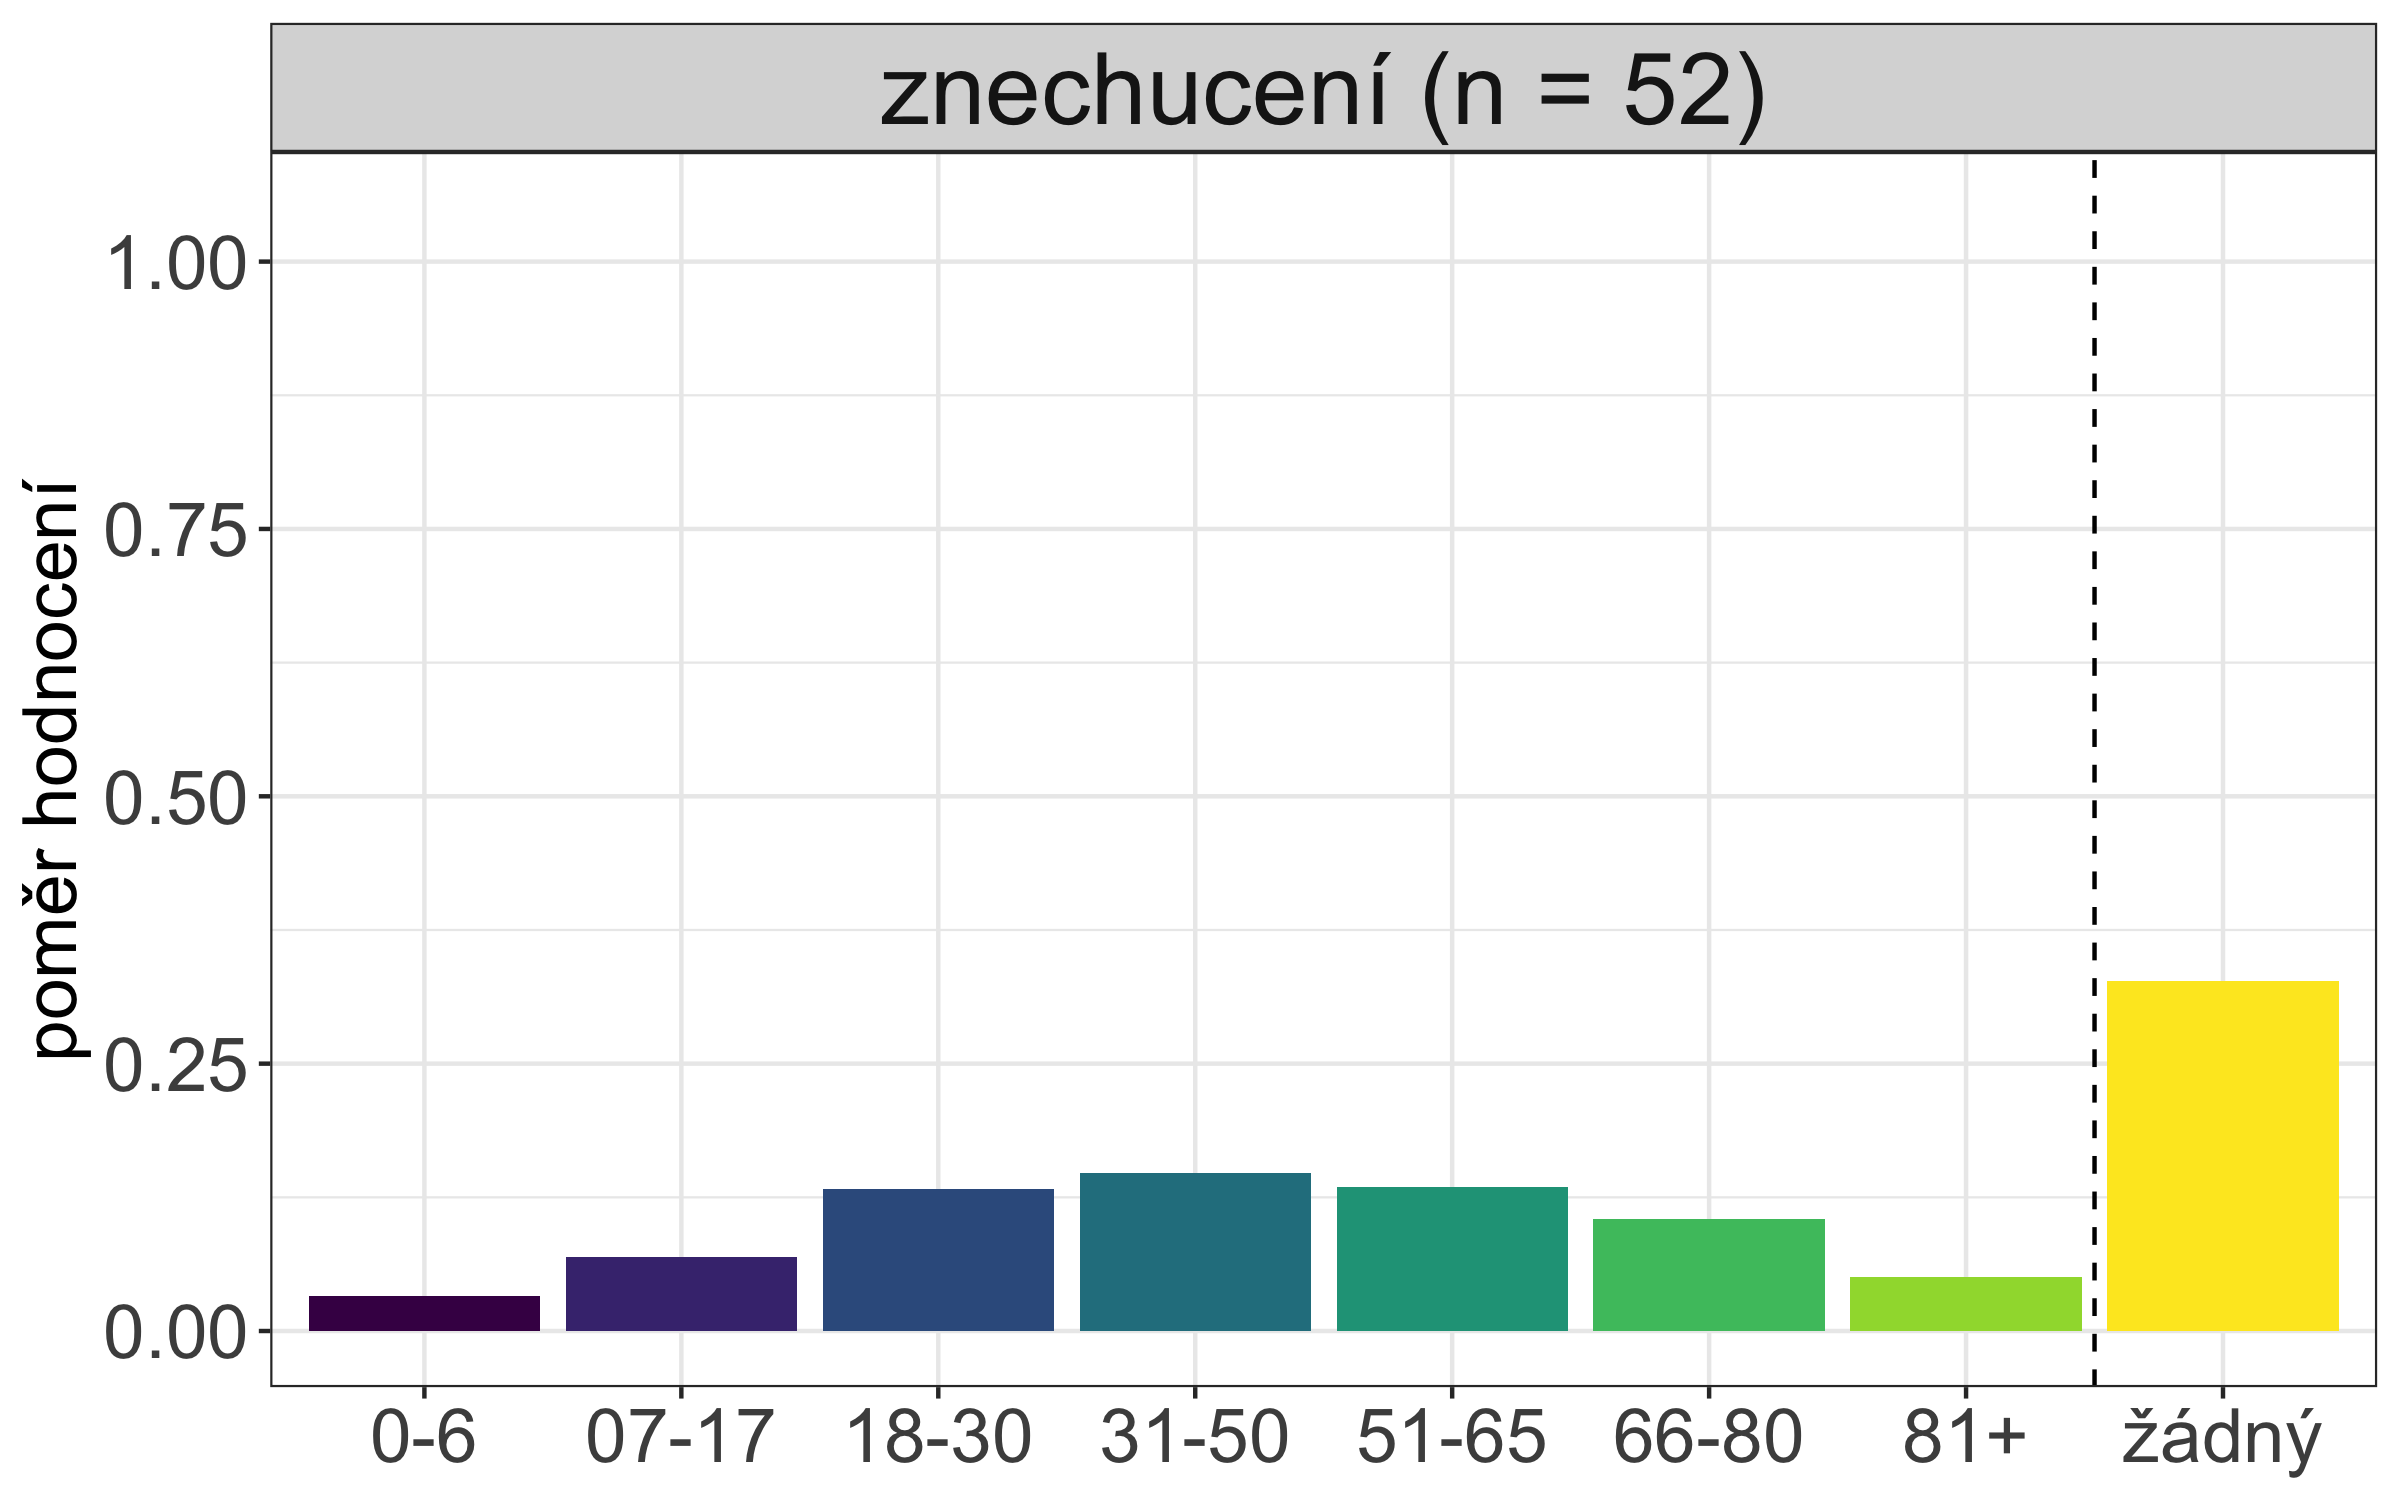 znechucení (n = 52)
poměr hodnocení
1.00
0.75
0.50
0.25
0.00
0-6 07-17 18-30 31-50 51-65 66-80 81+ žádný